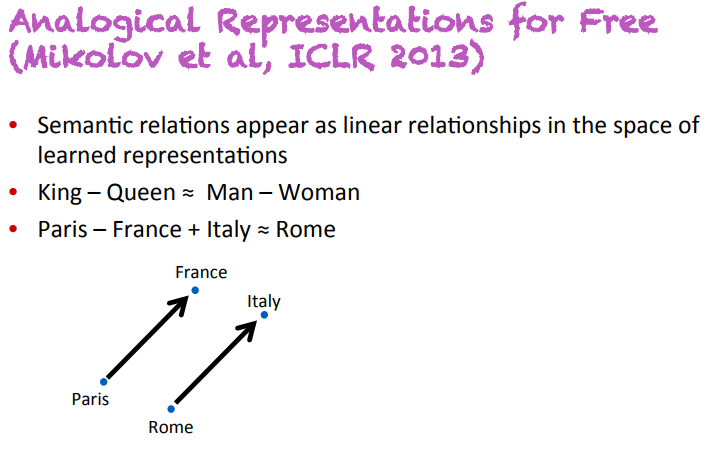 Analogical Representations for Free
(Mikolov et al, ICLR 2013)
• Semantic relations appear as linear relationships in the space of
learned representations
• King – Queen ≈ Man – Woman
• Paris – France + Italy ≈ Rome
France
Italy
Paris
Rome